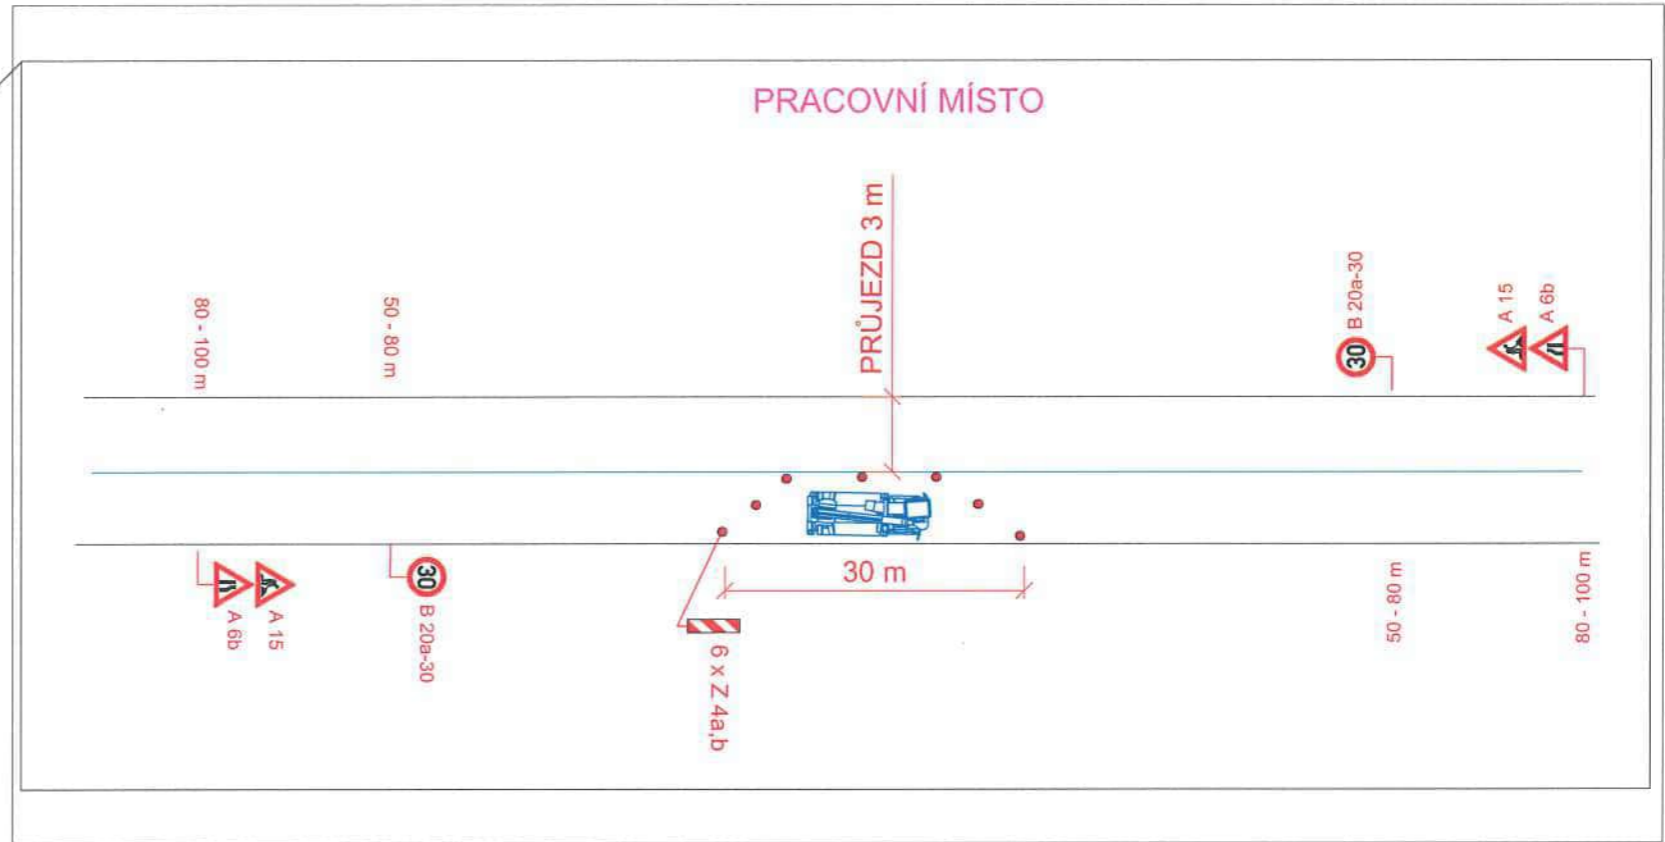 PRACOVNÍ MÍSTO
PRŮJEZD 3 m
80 - 100 m
50 - 80 m
30
B 20a-30
A 15
A 6b
30 m
A 6b
A 15
30
B 20a-30
6 x Z 4a,b
50 - 80 m
80 - 100 m